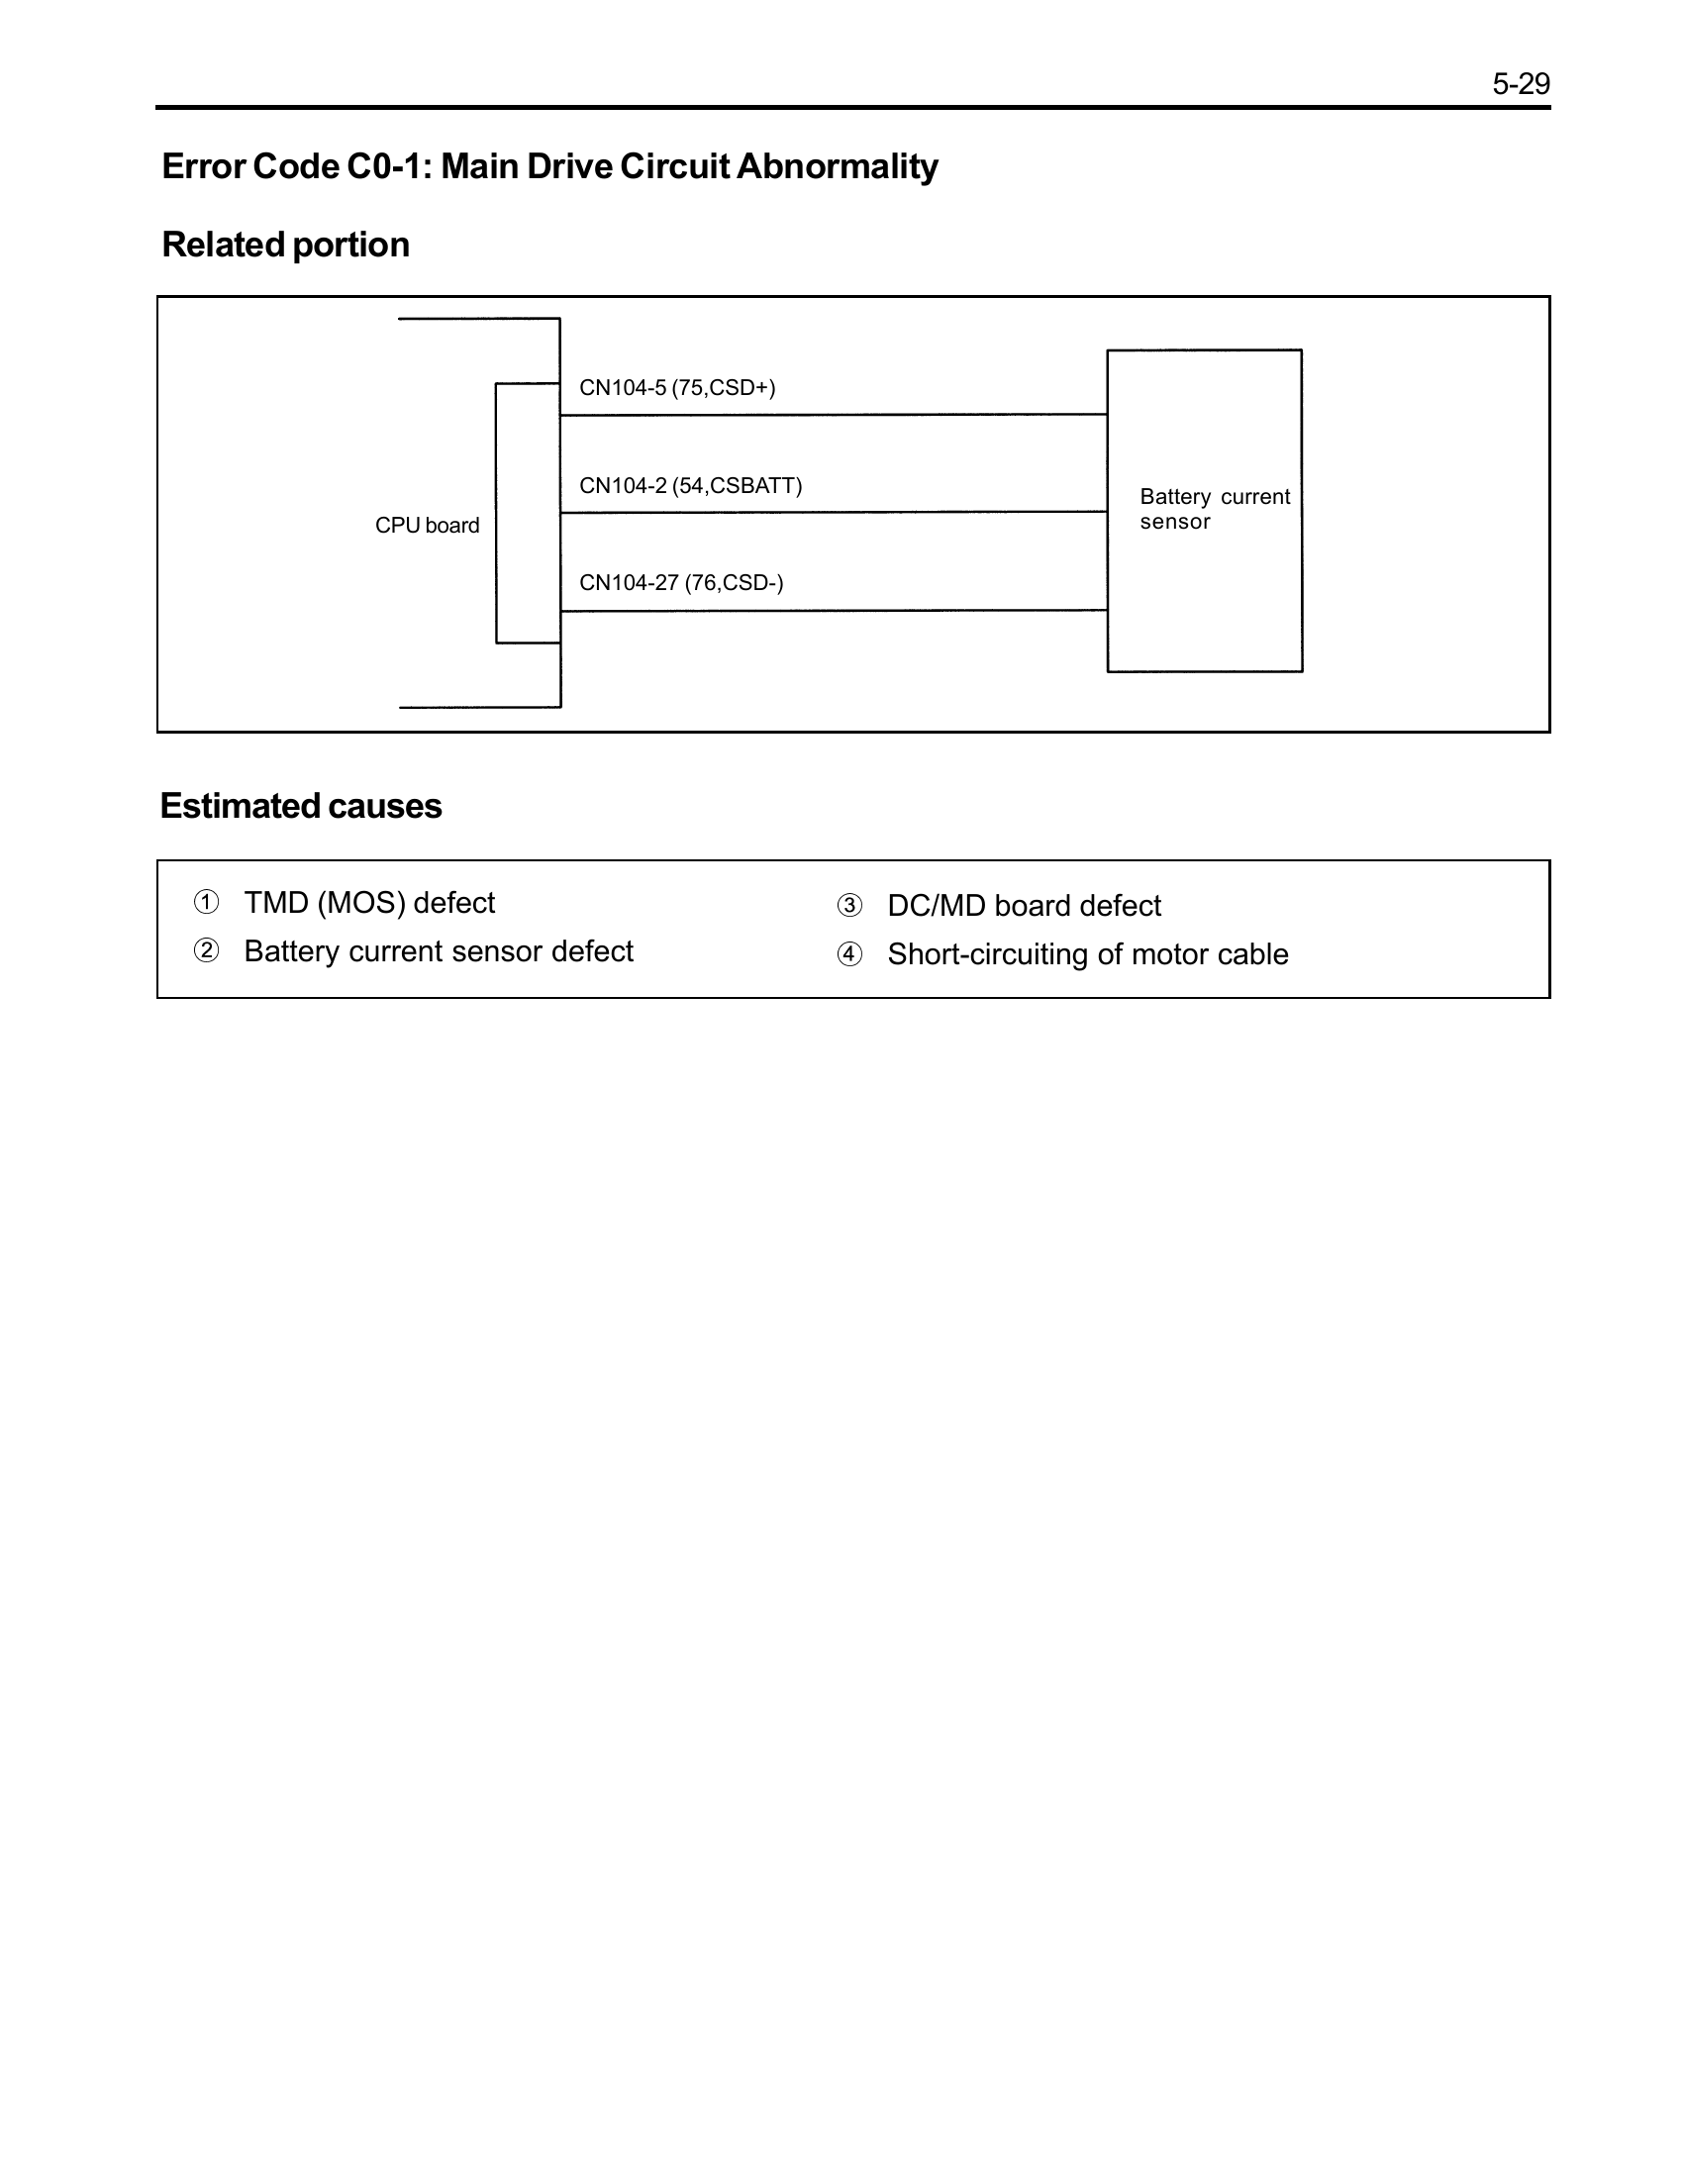 5-29
Error Code C0-1: Main Drive Circuit Abnormality
Related portion
CN104-5 (75,CSD+)
CN104-2 (54,CSBATT)
CPU board
CN104-27 (76,CSD-)
Battery current
sensor
Estimated causes
① TMD (MOS) defect
② Battery current sensor defect
③ DC/MD board defect
④ Short-circuiting of motor cable